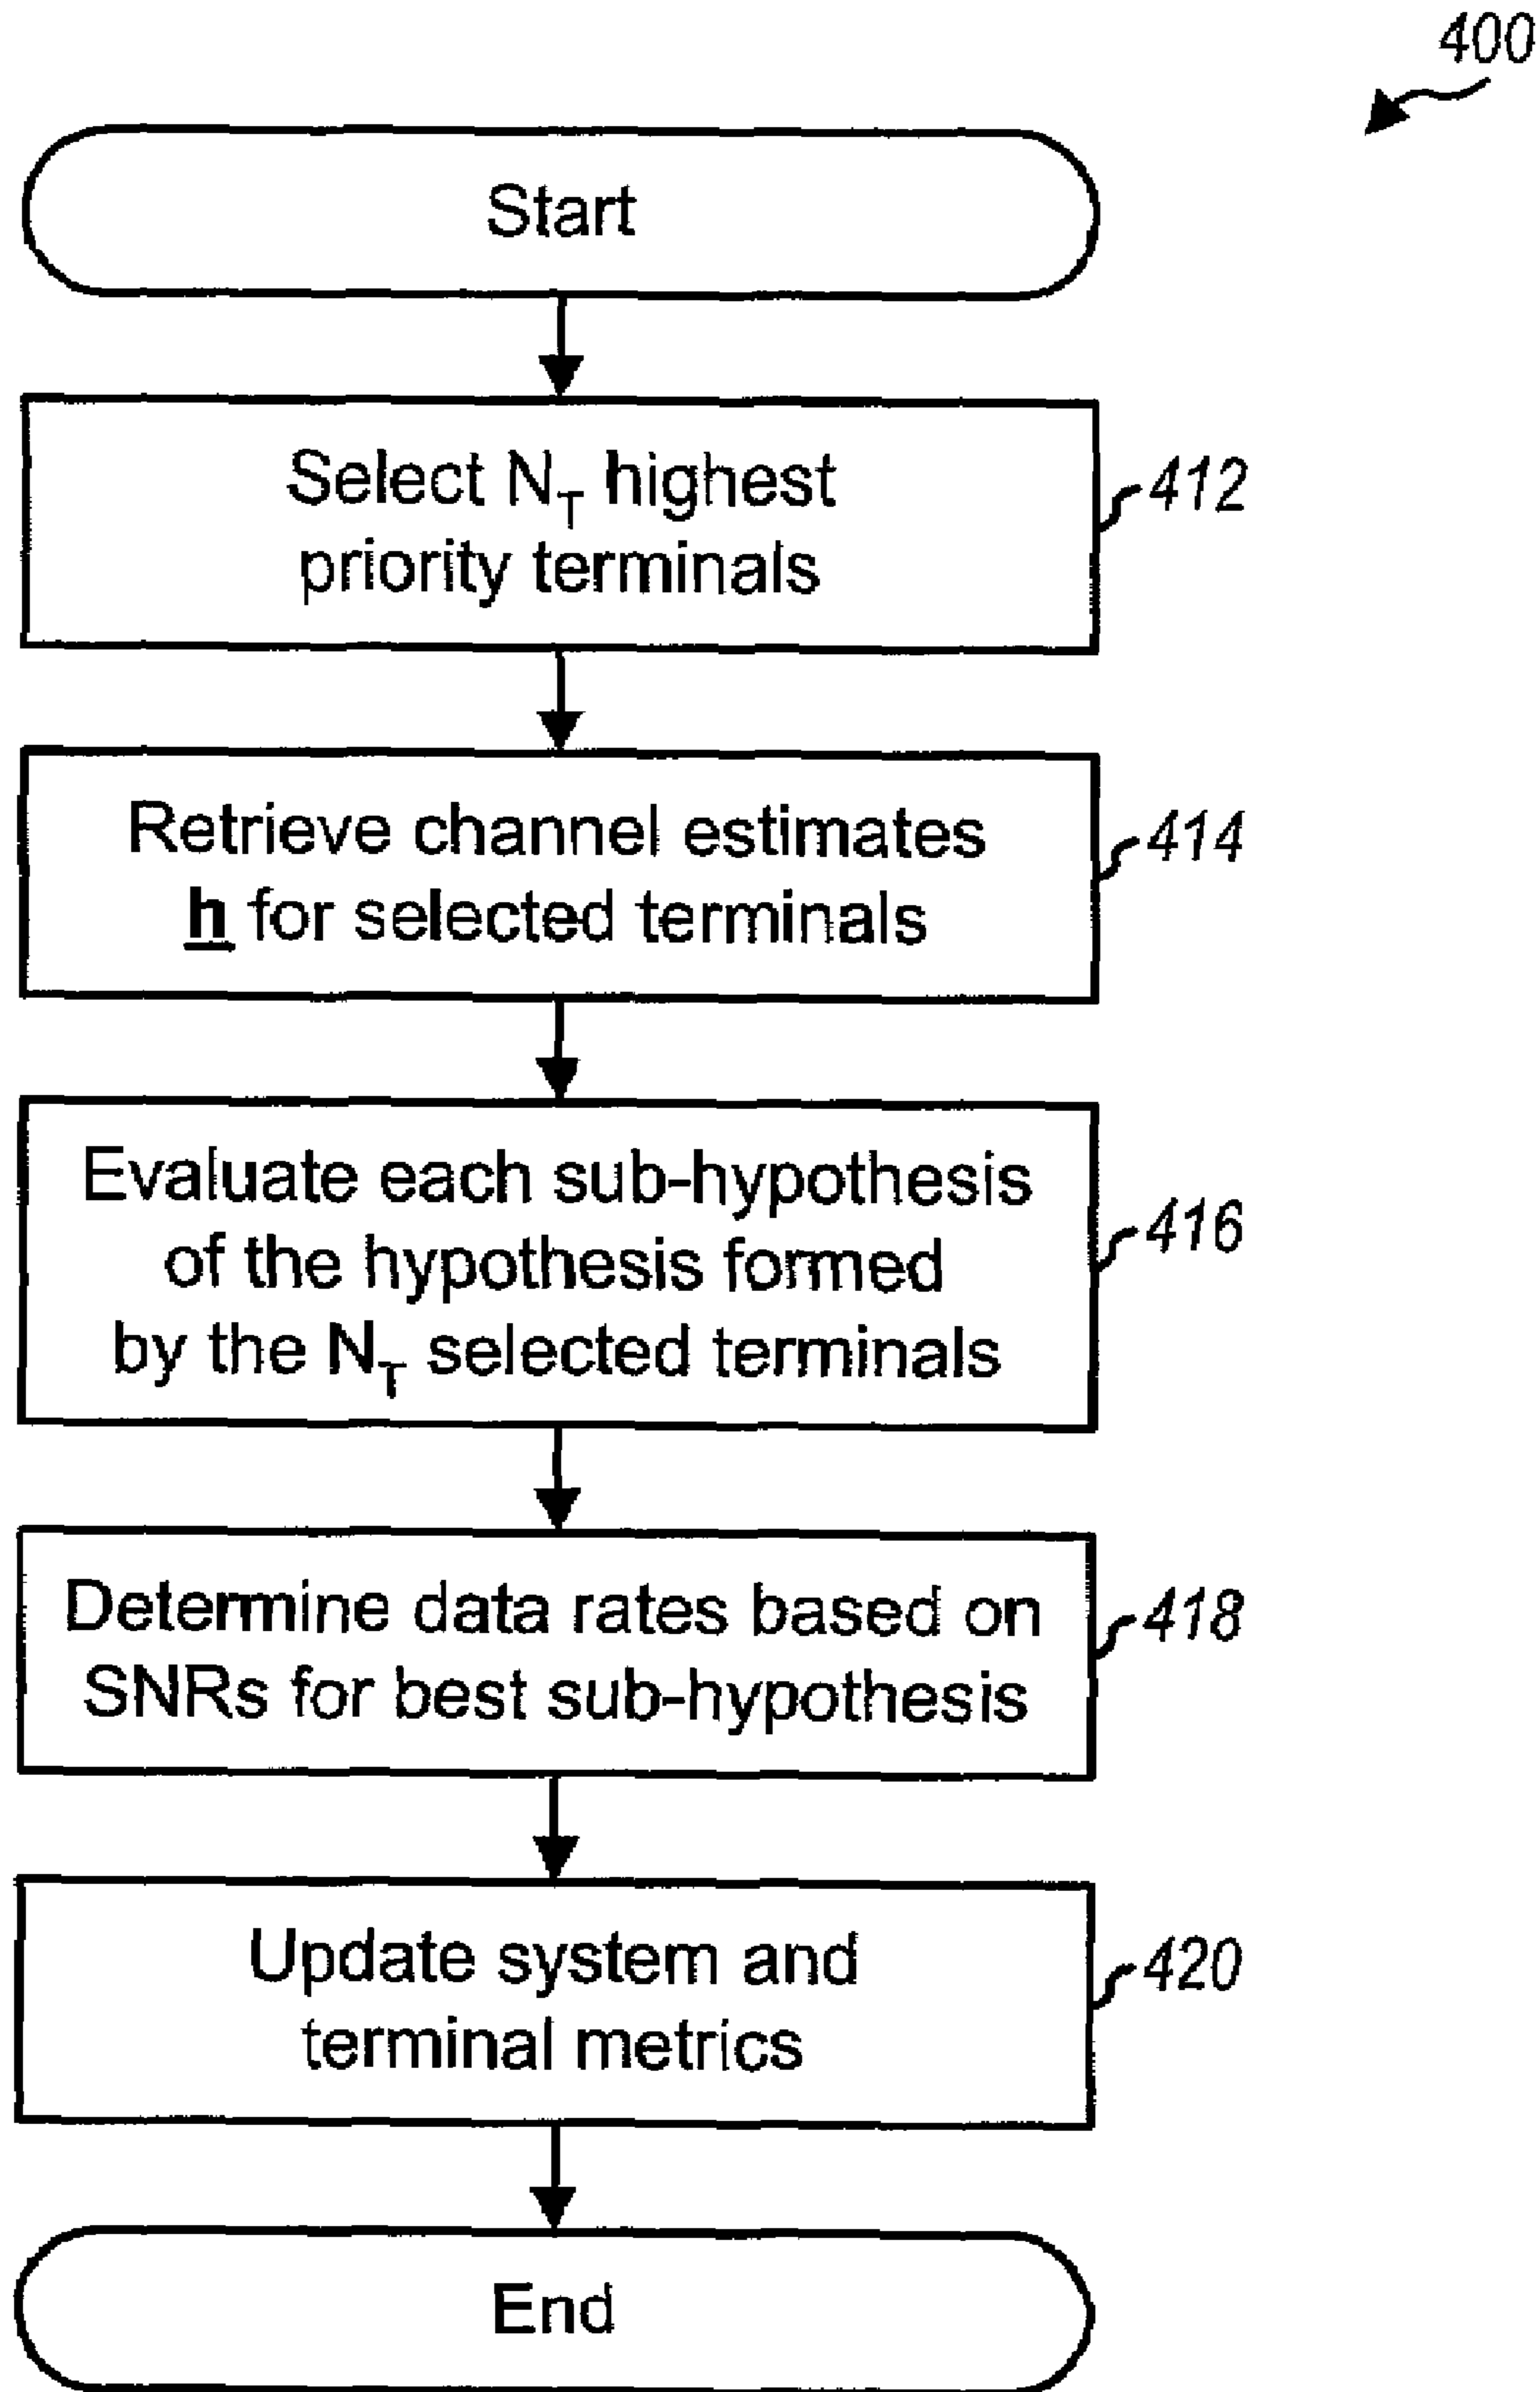 400
Start
Select N_T highest
priority terminals
412
Retrieve channel estimates
h for selected terminals
414
Evaluate each sub-hypothesis
of the hypothesis formed
by the N_T selected terminals
416
Determine data rates based on
SNRs for best sub-hypothesis
418
Update system and
terminal metrics
420
End